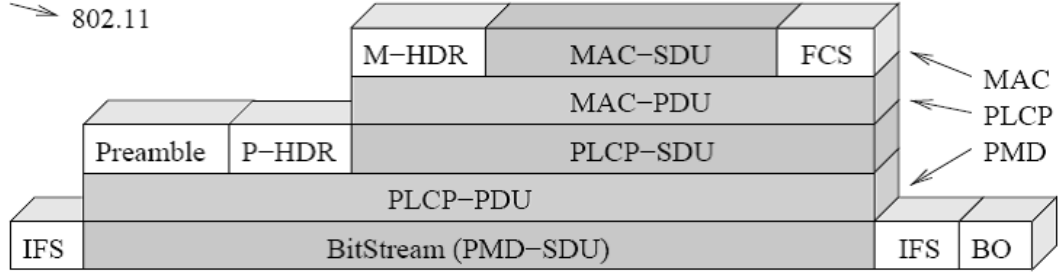 802.11
M−HDR MAC−SDU FCS
MAC
MAC−PDU
PLCP
Preamble P−HDR PLCP−SDU
PMD
PLCP−PDU
IFS BitStream (PMD−SDU) IFS BO